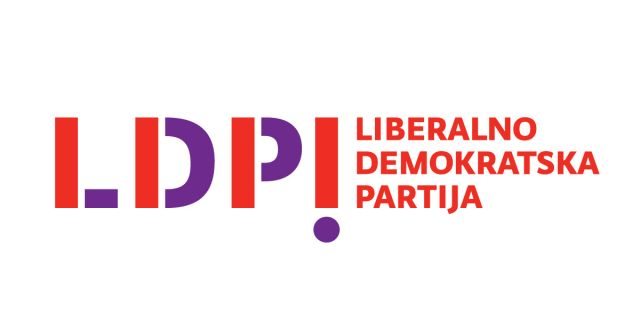 LDP!
LIBERALNO
DEMOKRATSKA
PARTIJA